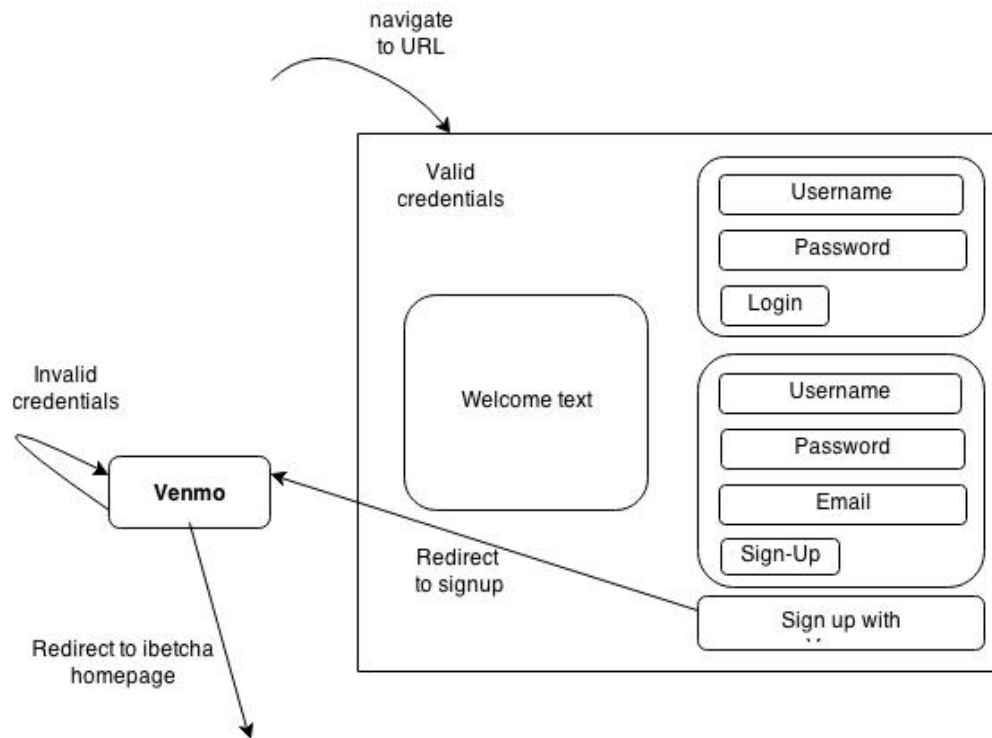 navigate
to URL
Valid
credentials
Username
Password
Login
Welcome text
Username
Password
Email
Sign-Up
Sign up with
Invalid
credentials
Venmo
Redirect
to signup
Redirect to ibetcha
homepage